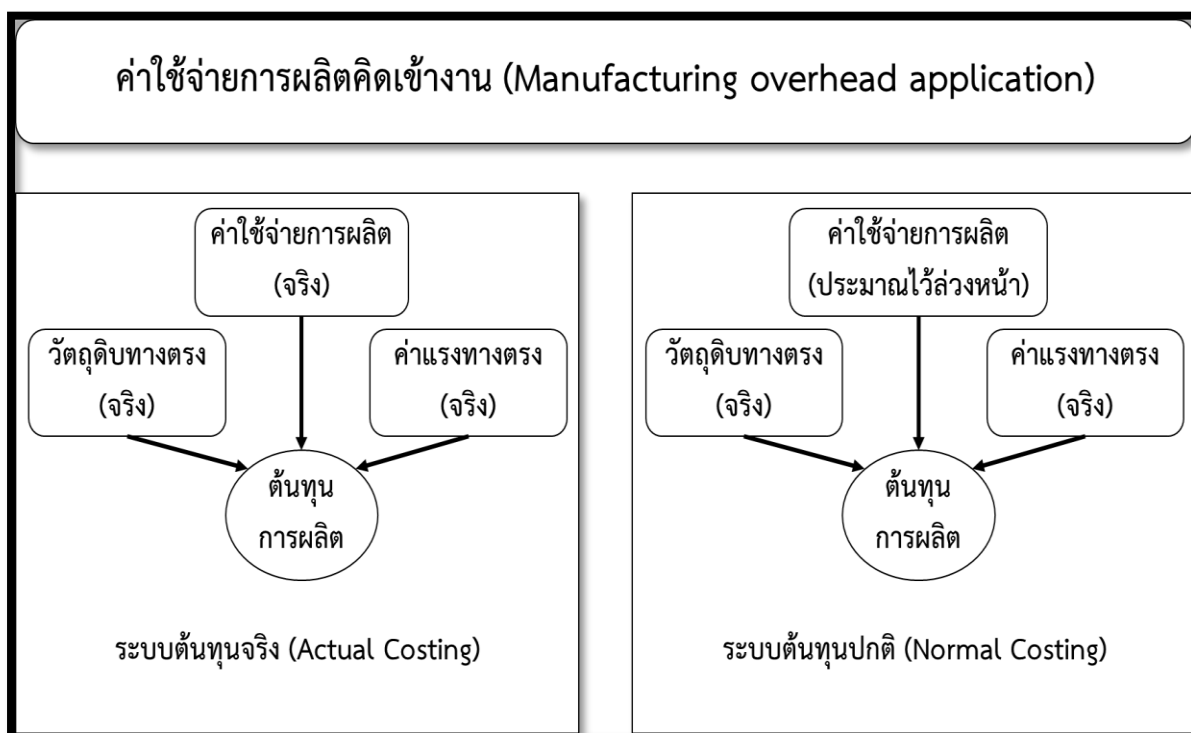 ค่าใช้จ่ายการผลิตคิดเข้างาน (Manufacturing overhead application)
ค่าใช้จ่ายการผลิต
(จริง)
วัตถุดิบทางตรง
(จริง)
ค่าแรงทางตรง
(จริง)
ต้นทุน
การผลิต
ระบบต้นทุนจริง (Actual Costing)
ค่าใช้จ่ายการผลิต
(ประมาณไว้ล่วงหน้า)
วัตถุดิบทางตรง
(จริง)
ค่าแรงทางตรง
(จริง)
ต้นทุน
การผลิต
ระบบต้นทุนปกติ (Normal Costing)